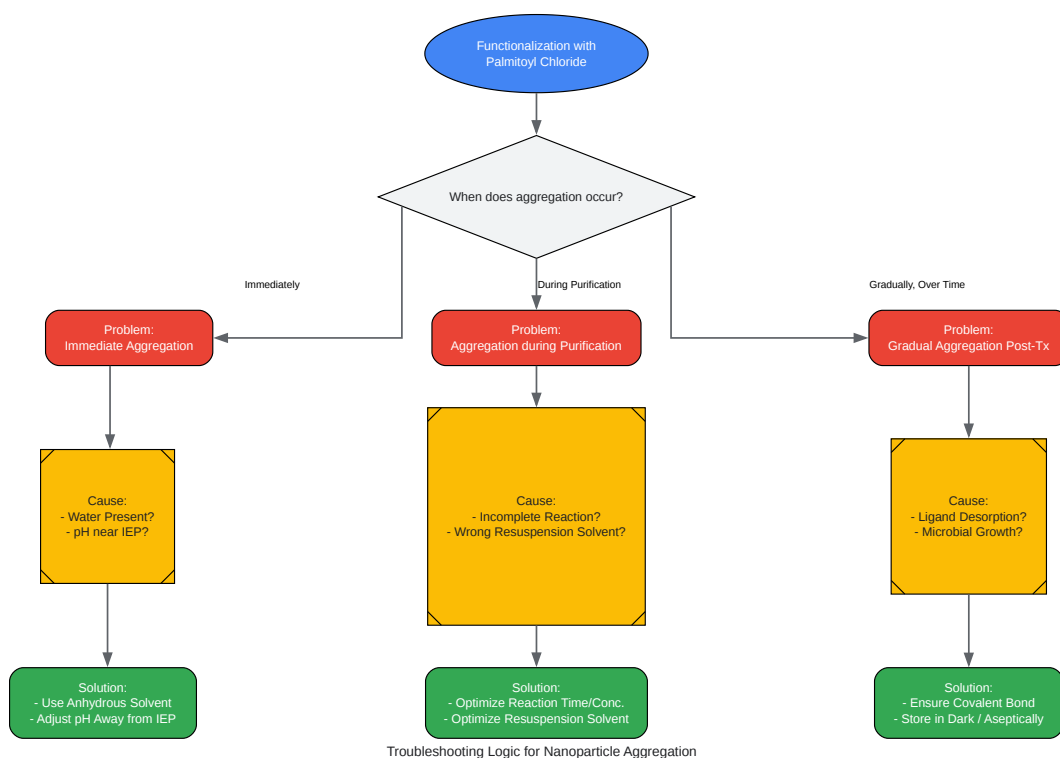 Functionalization with
Palmitoyl Chloride
When does aggregation occur?
Immediately
During Purification
Gradually, Over Time
Problem:
Immediate Aggregation
Problem:
Aggregation during Purification
Problem:
Gradual Aggregation Post-Tx
Cause:
- Water Present?
- pH near IEP?
Cause:
- Incomplete Reaction?
- Wrong Resuspension Solvent?
Cause:
- Ligand Desorption?
- Microbial Growth?
Solution:
- Use Anhydrous Solvent
- Adjust pH Away from IEP
Solution:
- Optimize Reaction Time/Conc.
- Optimize Resuspension Solvent
Solution:
- Ensure Covalent Bond
- Store in Dark / Aseptically
Troubleshooting Logic for Nanoparticle Aggregation